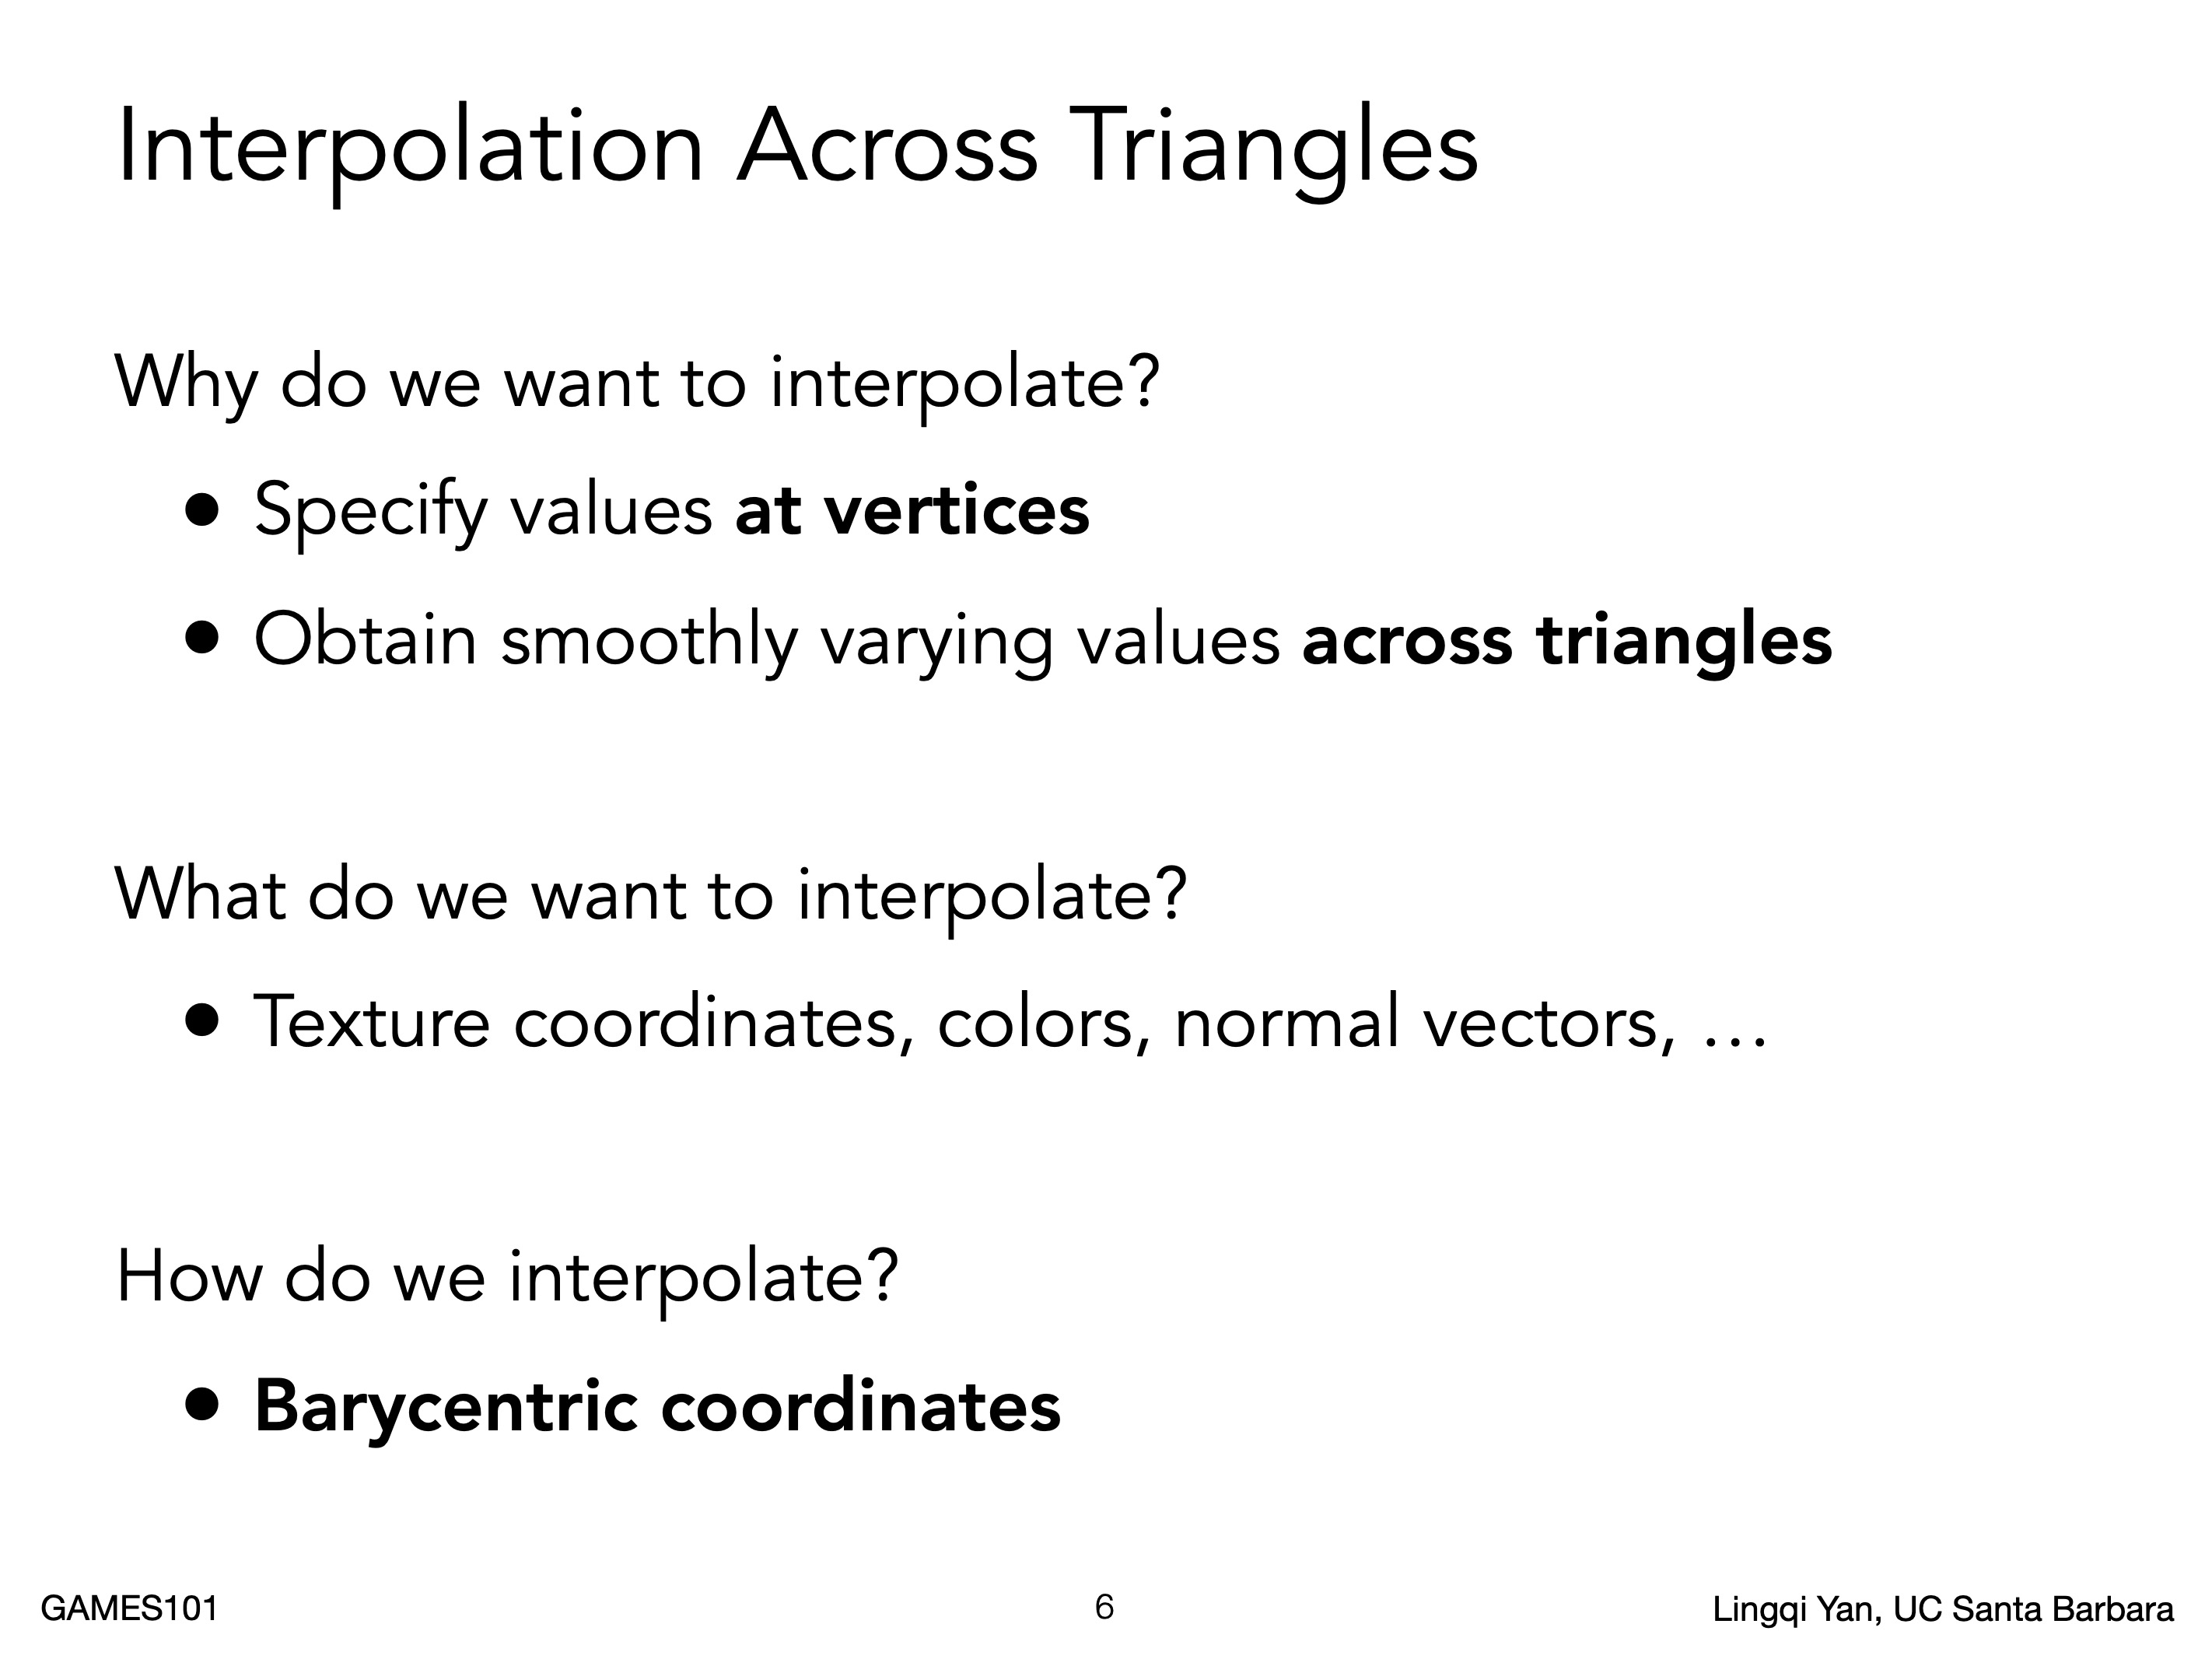 Interpolation Across Triangles
Why do we want to interpolate?
● Specify values at vertices
● Obtain smoothly varying values across triangles
What do we want to interpolate?
● Texture coordinates, colors, normal vectors, …
How do we interpolate?
● Barycentric coordinates
GAMES101
6
Lingqi Yan, UC Santa Barbara